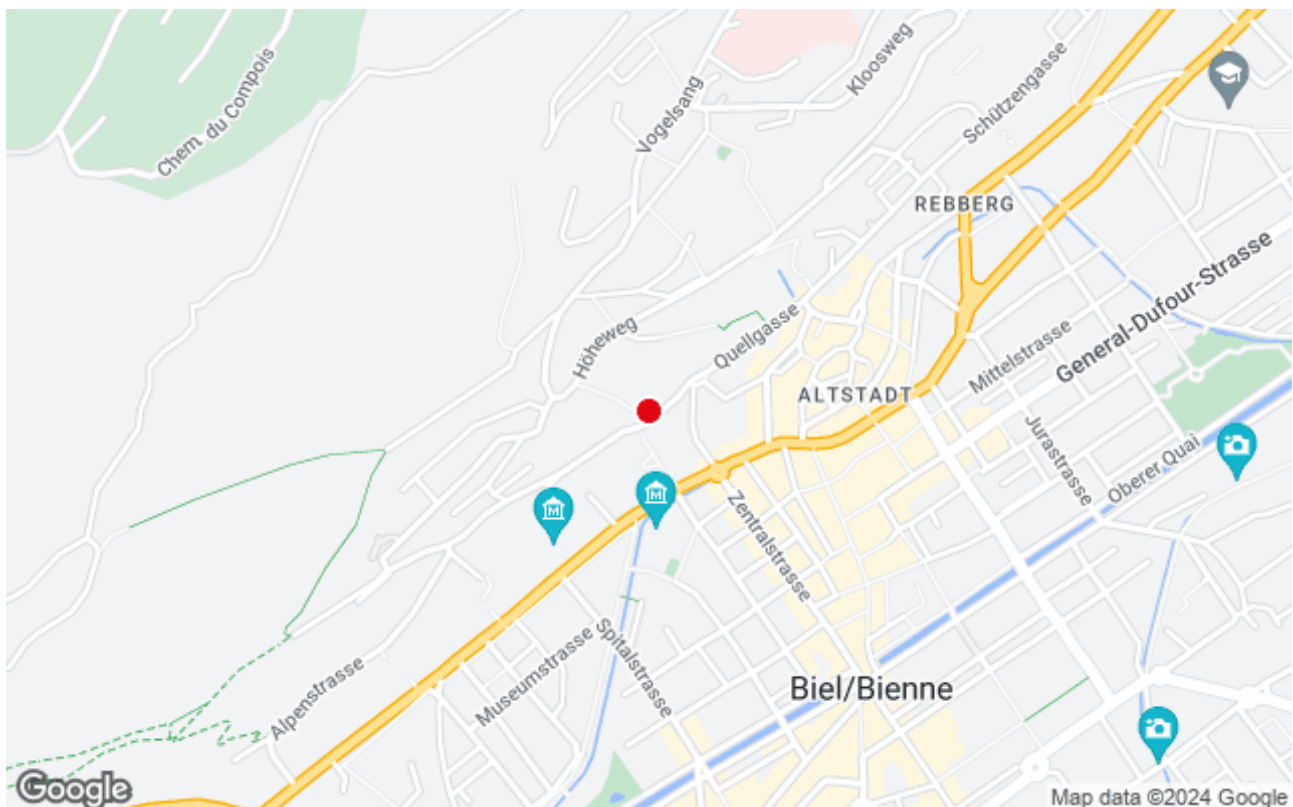 Chem. du Compois
Vogelsang
Kloosweg
Schützengasse
REBBERG
General-Dufour-Strasse
Höheweg
Quellgasse
Mittelstrasse
ALTSTADT
Jurastrasse
Oberer Quai
M
M
Zentralstrasse
Alpenstrasse
Museumstrasse
Spitalstrasse
Biel/Bienne
Google
Map data ©2024 Google